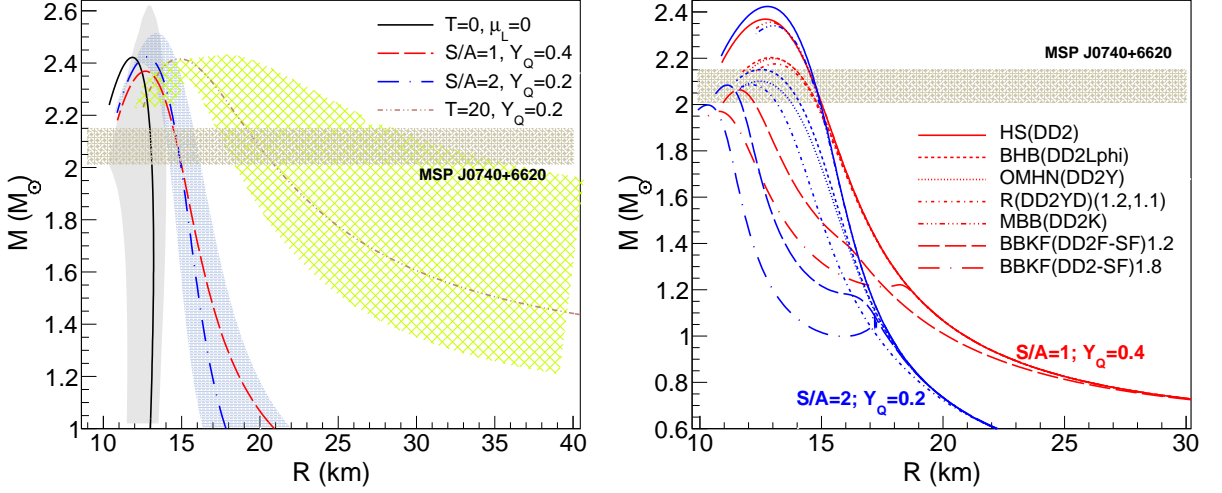 T=0, μL=0
S/A=1, YQ=0.4
S/A=2, YQ=0.2
T=20, YQ=0.2
MSP J0740+6620
M (M⊙)
2.6
2.4
2.2
2
1.8
1.6
1.4
1.2
1
10 15 20 25 30 35 40
R (km)
MSP J0740+6620
HS(DD2)
BHB(DD2Lphi)
OMHN(DD2Y)
R(DD2YD)(1.2,1.1)
MBB(DD2K)
BBKF(DD2F-SF)1.2
BBKF(DD2-SF)1.8
S/A=1; YQ=0.4
S/A=2; YQ=0.2
M (M⊙)
2.4
2.2
2
1.8
1.6
1.4
1.2
1
0.8
0.6
10 15 20 25 30
R (km)